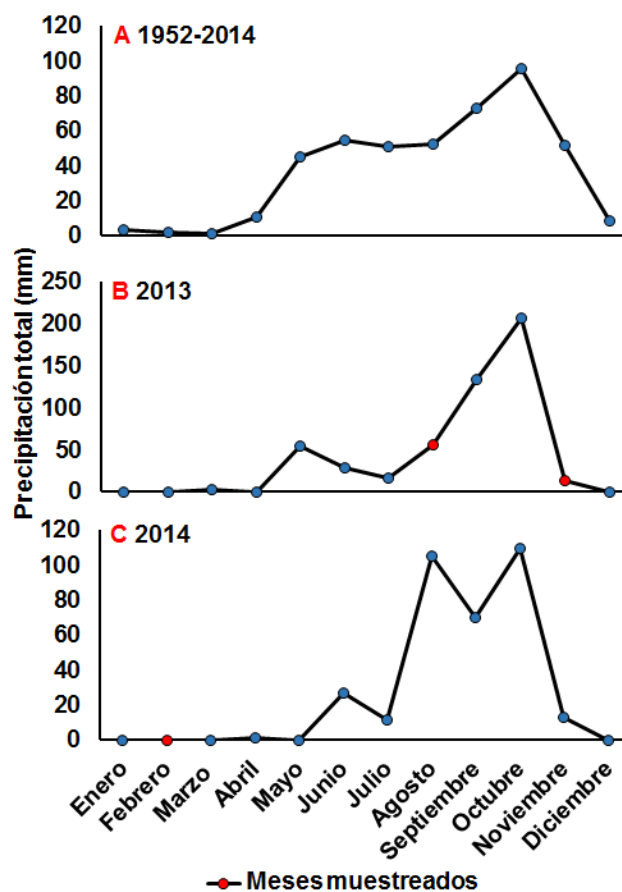 Precipitación total (mm)
A 1952-2014
120
100
80
60
40
20
0
B 2013
250
200
150
100
50
0
C 2014
120
100
80
60
40
20
0
Enero
Febrero
Marzo
Abril
Mayo
Junio
Julio
Agosto
Septiembre
Octubre
Noviembre
Diciembre
Meses muestreados